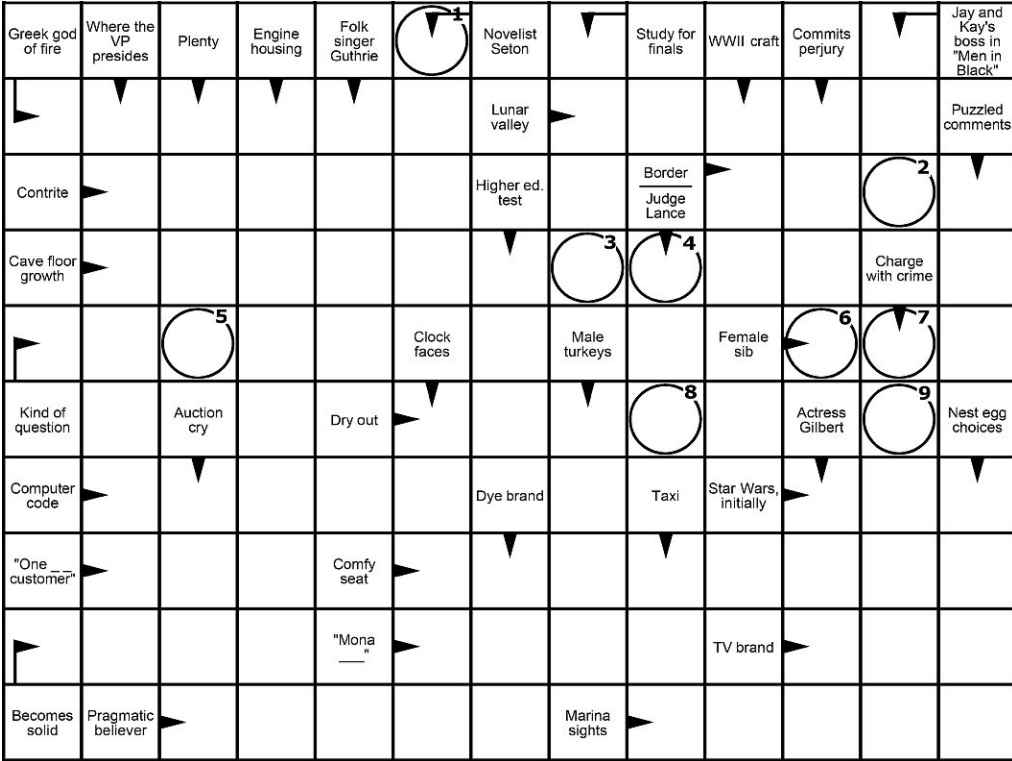 Greek god
of fire
Where the
VP
presides
Plenty
Engine
housing
Folk
singer
Guthrie
1
Novelist
Seton
Study for
finals
WWII craft
Commits
perjury
Jay and
Kay's
boss in
"Men in
Black"
Lunar
valley
Puzzled
comments
Contrite
Higher ed.
test
Border
Judge
Lance
2
Cave floor
growth
3
4
Charge
with crime
5
Clock
faces
Male
turkeys
Female
sib
6
7
Kind of
question
Auction
cry
Dry out
8
Actress
Gilbert
9
Nest egg
choices
Computer
code
Dye brand
Taxi
Star Wars,
initially
"One _ _
customer"
Comfy
seat
"Mona
___"
TV brand
Becomes
solid
Pragmatic
believer
Marina
sights